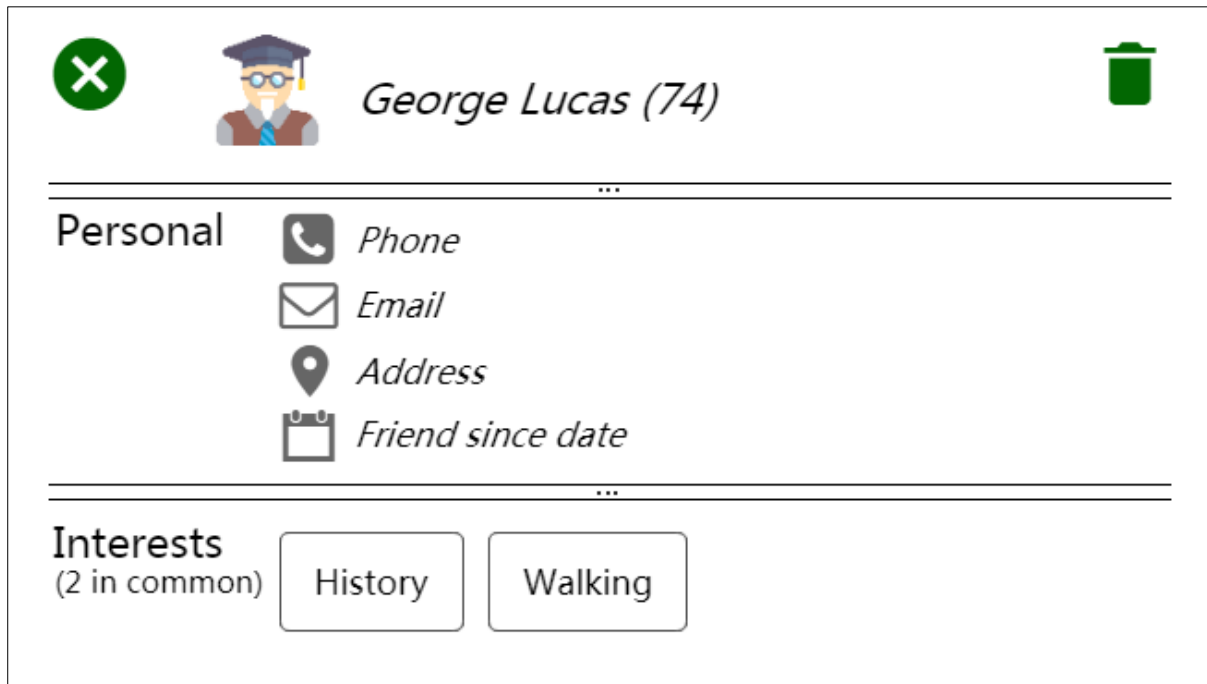 George Lucas (74)
...
Personal
Phone
Email
Address
Friend since date
...
Interests
(2 in common)
History
Walking